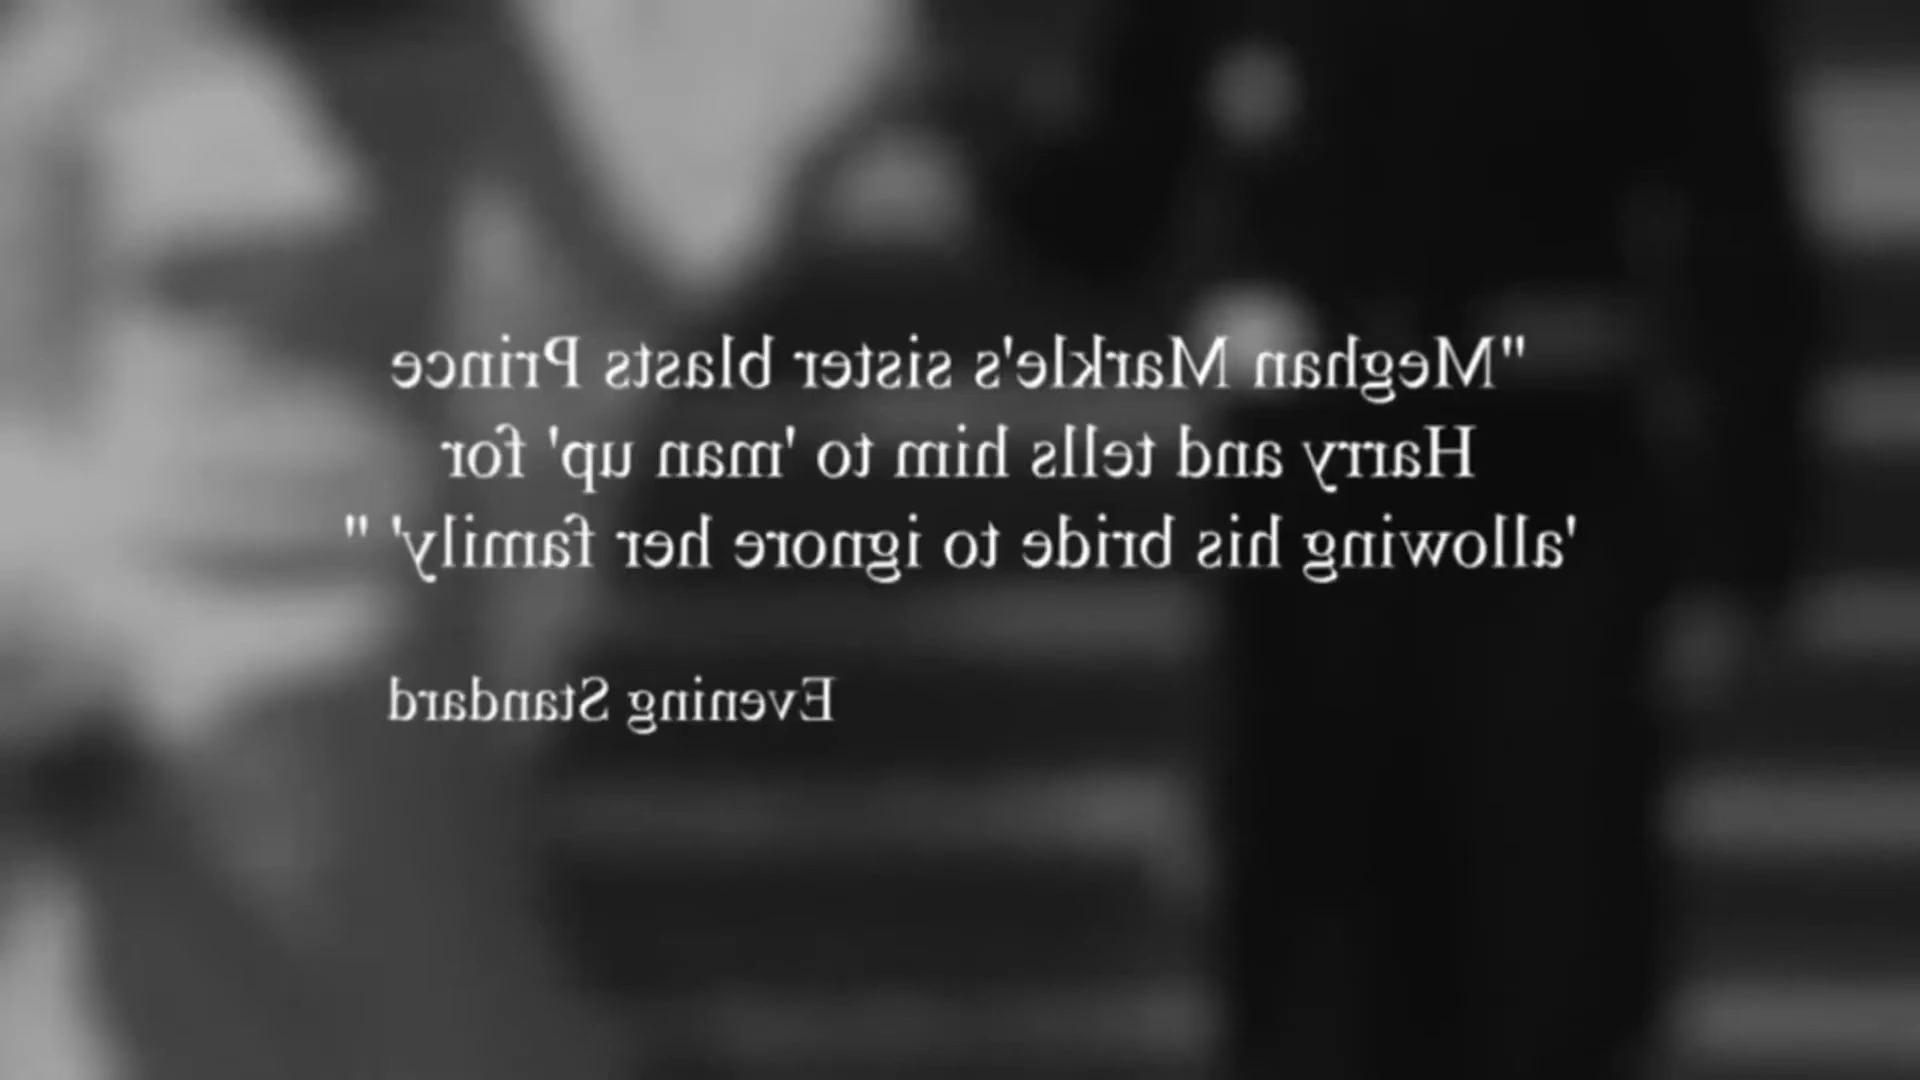 "Meghan Markle's sister blasts Prince
Harry and tells him to 'man up' for
'allowing his bride to ignore her family' "
Evening Standard